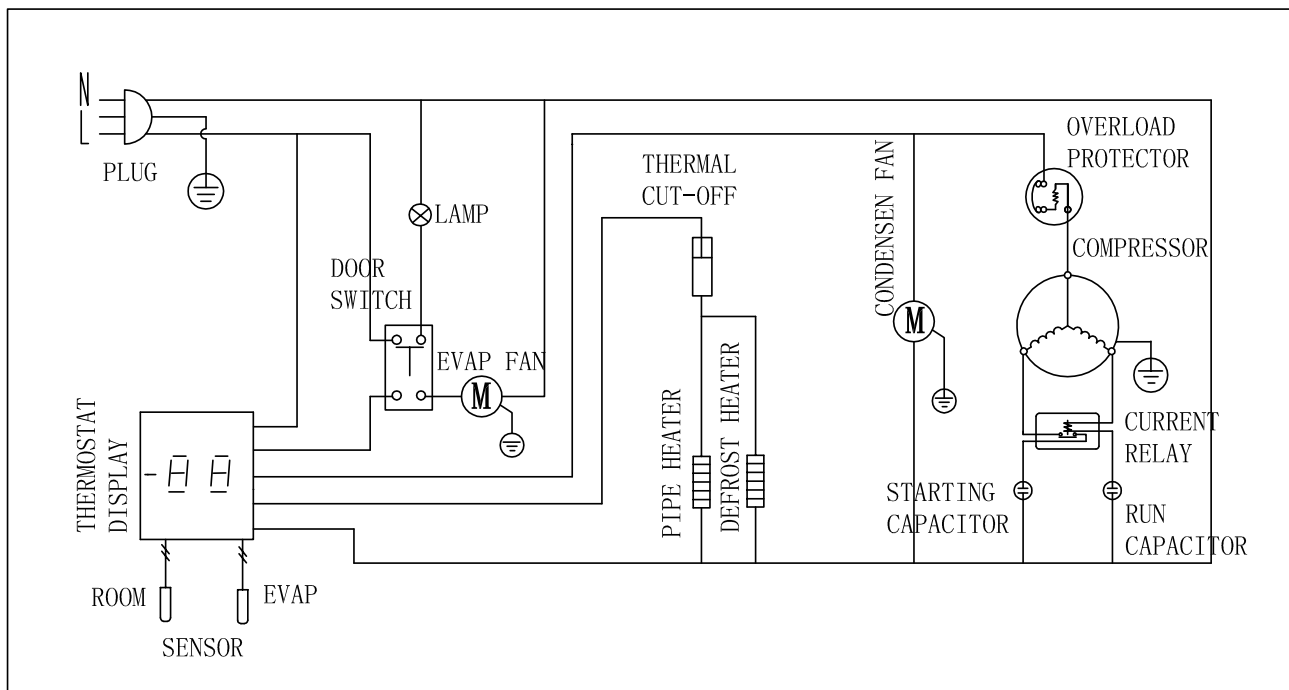 N
L
PLUG
LAMP
DOOR
SWITCH
EVAP FAN
M
THERMAL
CUT-OFF
CONDENSEN FAN
M
OVERLOAD
PROTECTOR
COMPRESSOR
THERMOSTAT
DISPLAY
-88
PIPE HEATER
DEFROST HEATER
CURRENT
RELAY
STARTING
CAPACITOR
RUN
CAPACITOR
ROOM
EVAP
SENSOR